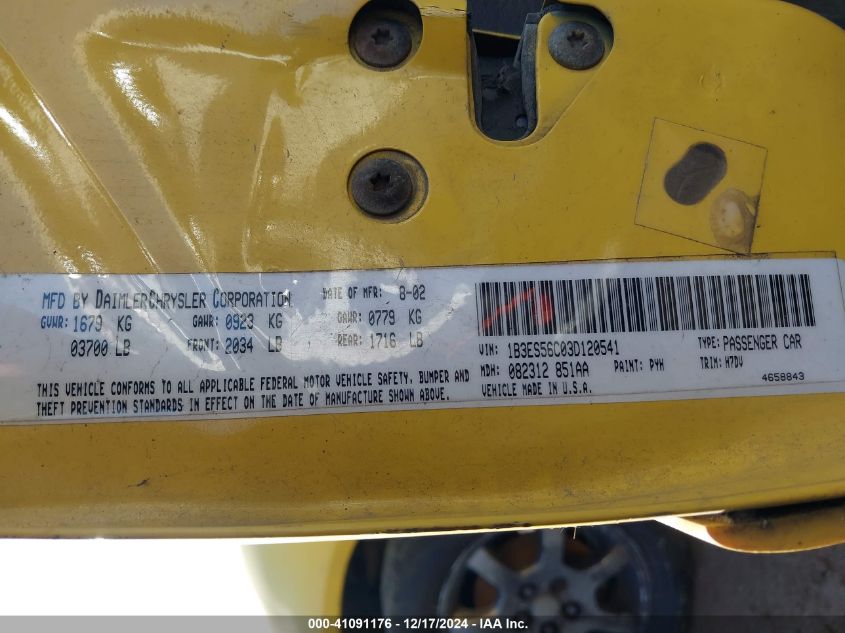 MFD BY DAIMLERCHRYSLER CORPORATION DATE OF MFR: 8-02
GVWR: 1679 KG GAWR: 0923 KG GAWR: 0779 KG
03700 LB FRONT: 2034 LB REAR: 1716 LB
THIS VEHICLE CONFORMS TO ALL APPLICABLE FEDERAL MOTOR VEHICLE SAFETY, BUMPER AND
THEFT PREVENTION STANDARDS IN EFFECT ON THE DATE OF MANUFACTURE SHOWN ABOVE.
VIN: 1B3ES56C03D120541 TYPE: PASSENGER CAR
MDH: 082312 851AA PAINT: PYH TRIM: M7DV
VEHICLE MADE IN U.S.A. 4658843
000-41091176 - 12/17/2024 - IAA Inc.